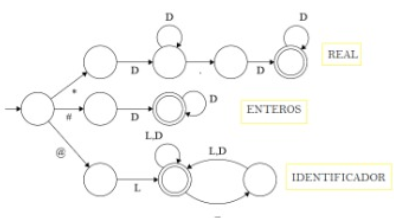 D D
REAL
D . D
*
# D D ENTEROS
@ L,D L,D
IDENTIFICADOR
L
_